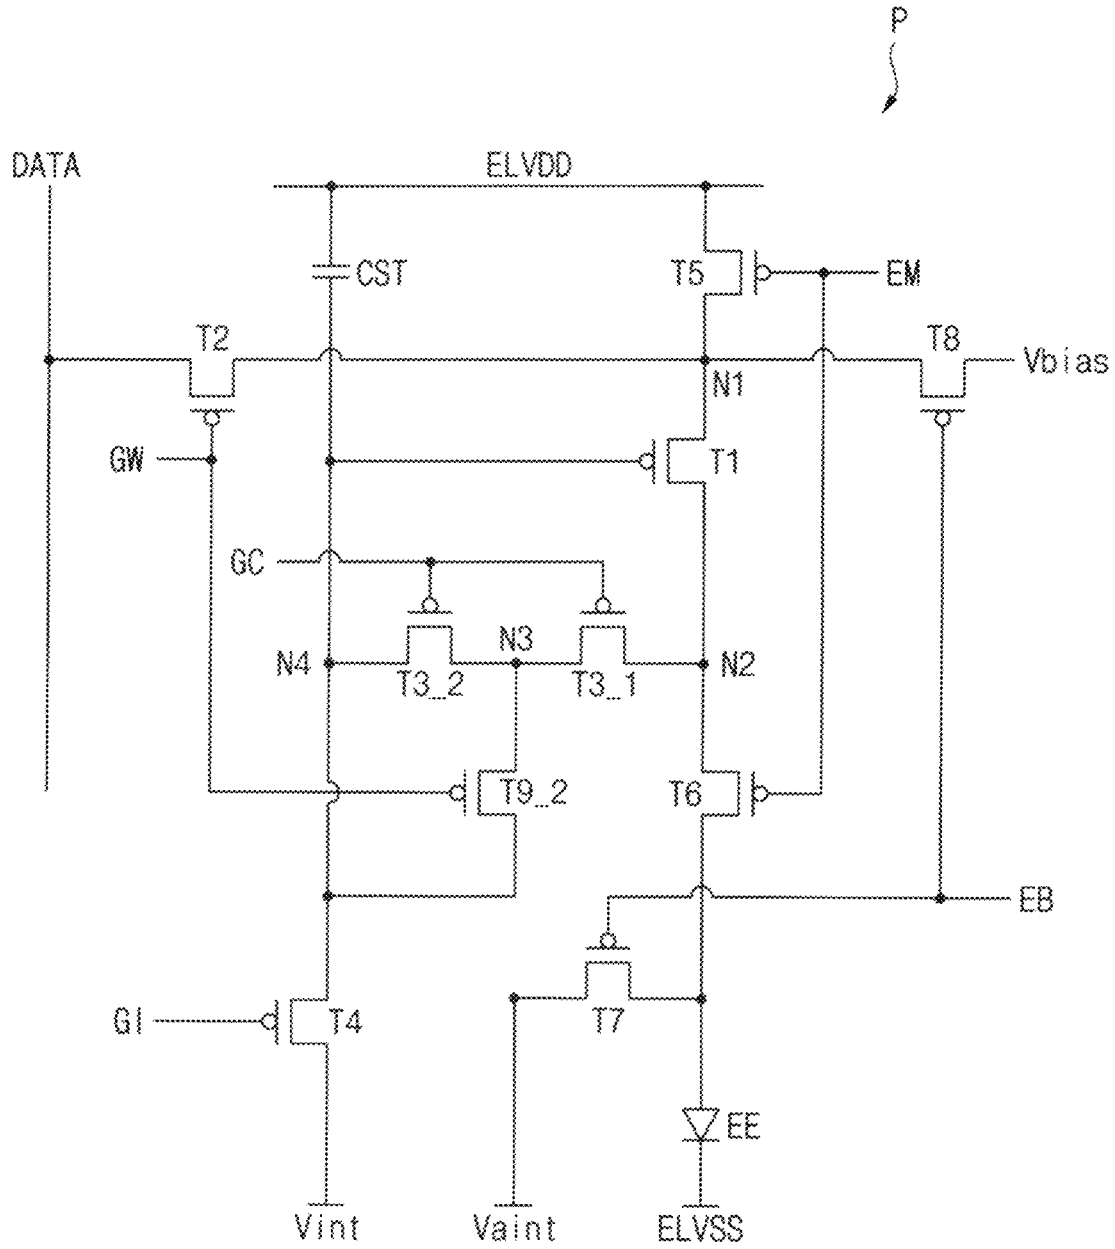 P
DATA
ELVDD
CST
T5
EM
T2
T8
Vbias
N1
GW
T1
GC
N4
T3_2
N3
T3_1
N2
T9_2
T6
EB
GI
T4
T7
EE
Vint
Vaint
ELVSS